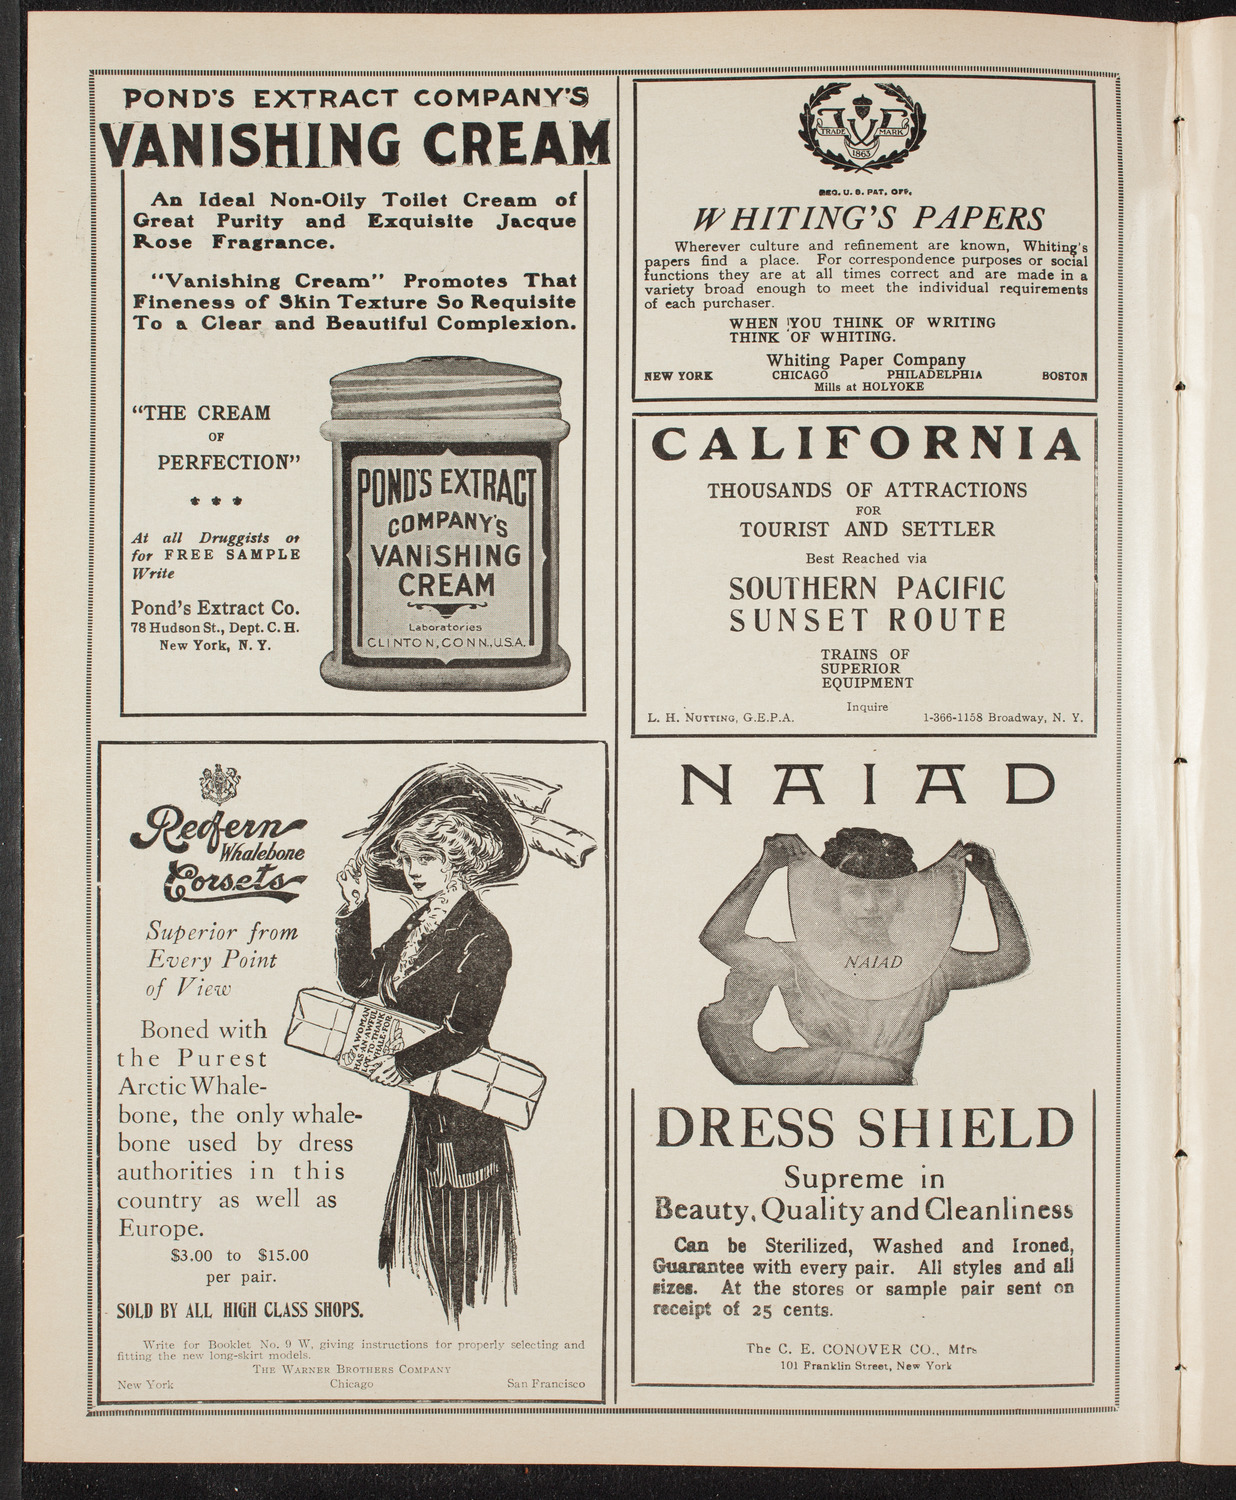 POND'S EXTRACT COMPANY'S
VANISHING CREAM
An Ideal Non-Oily Toilet Cream of
Great Purity and Exquisite Jacque
Rose Fragrance.
"Vanishing Cream" Promotes That
Fineness of Skin Texture So Requisite
To a Clear and Beautiful Complexion.
"THE CREAM
OF
PERFECTION"
* * *
At all Druggists or
for FREE SAMPLE
Write
Pond's Extract Co.
78 Hudson St., Dept. C. H.
New York, N. Y.
POND'S EXTRACT
COMPANY'S
VANISHING
CREAM
Laboratories
CLINTON, CONN., U.S.A.
Redfern
Whalebone
Corsets
Superior from
Every Point
of View
Boned with
the Purest
Arctic Whale-
bone, the only whale-
bone used by dress
authorities in this
country as well as
Europe.
$3.00 to $15.00
per pair.
SOLD BY ALL HIGH CLASS SHOPS.
A WOMAN
HAS AN AWFUL
LOT TO THANK
A WHALE FOR
Write for Booklet No. 9 W, giving instructions for properly selecting and
fitting the new long-skirt models.
THE WARNER BROTHERS COMPANY
New York Chicago San Francisco
TRADE MARK
1863
REG. U. S. PAT. OFF.
WHITING'S PAPERS
Wherever culture and refinement are known, Whiting's
papers find a place. For correspondence purposes or social
functions they are at all times correct and are made in a
variety broad enough to meet the individual requirements
of each purchaser.
WHEN YOU THINK OF WRITING
THINK OF WHITING.
Whiting Paper Company
NEW YORK CHICAGO PHILADELPHIA BOSTON
Mills at HOLYOKE
CALIFORNIA
THOUSANDS OF ATTRACTIONS
FOR
TOURIST AND SETTLER
Best Reached via
SOUTHERN PACIFIC
SUNSET ROUTE
TRAINS OF
SUPERIOR
EQUIPMENT
Inquire
L. H. NUTTING, G.E.P.A. 1-366-1158 Broadway, N. Y.
NAIAD
NAIAD
DRESS SHIELD
Supreme in
Beauty, Quality and Cleanliness
Can be Sterilized, Washed and Ironed,
Guarantee with every pair. All styles and all
sizes. At the stores or sample pair sent on
receipt of 25 cents.
The C. E. CONOVER CO., Mfrs
101 Franklin Street, New York